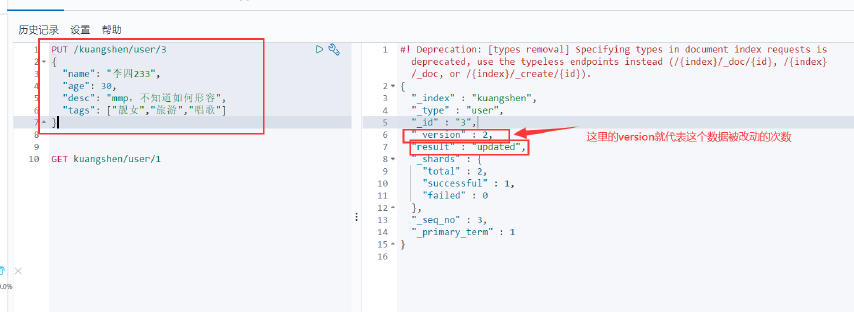 历史记录 设置 帮助
1 PUT /kuangshen/user/3
2 {
3 "name": "李四233",
4 "age": 30,
5 "desc": "mmp，不知道如何形容",
6 "tags": ["靓女","旅游","唱歌"]
7 }
8
9
10 GET kuangshen/user/1
1 #! Deprecation: [types removal] Specifying types in document index requests is
deprecated, use the typeless endpoints instead (/{index}/_doc/{id}, /{index}
/_doc, or /{index}/_create/{id}).
2 {
3 "_index" : "kuangshen",
4 "_type" : "user",
5 "_id" : "3",
6 "_version" : 2,
这里的version就代表这个数据被改动的次数
7 "result" : "updated",
8 "_shards" : {
9 "total" : 2,
10 "successful" : 1,
11 "failed" : 0
12 },
13 "_seq_no" : 3,
14 "_primary_term" : 1
15 }
16
0.0%